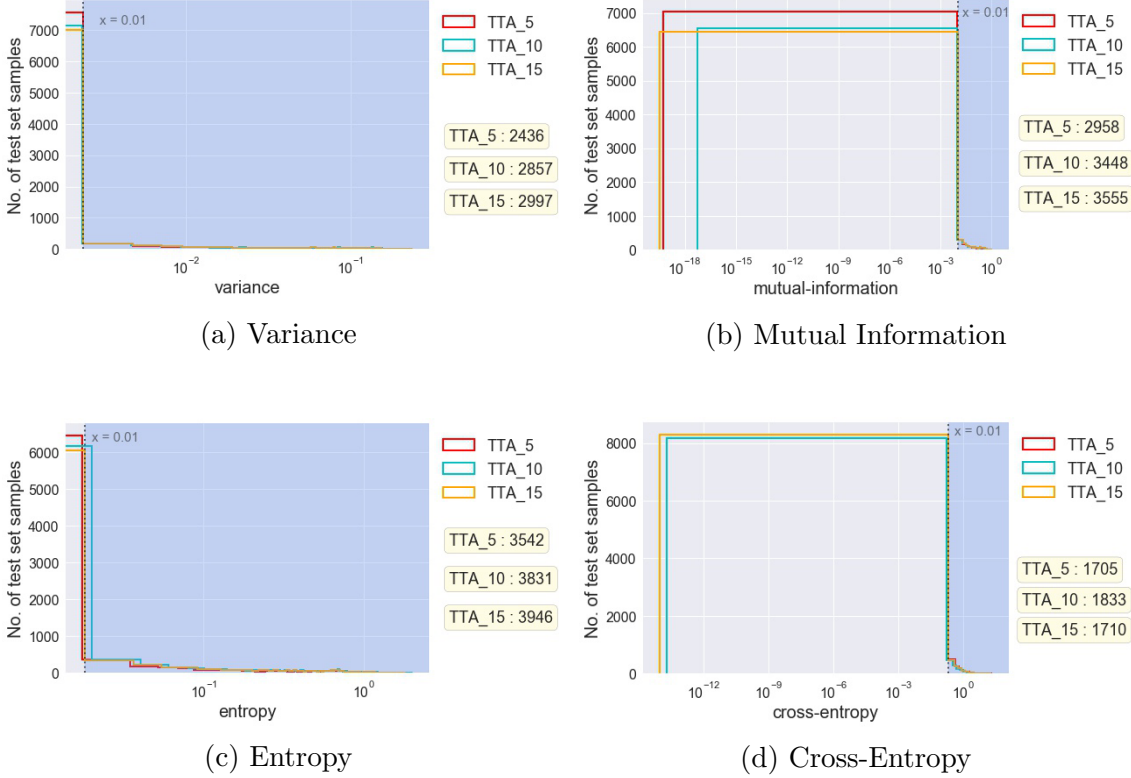 x = 0.01
TTA_5
TTA_10
TTA_15
No. of test set samples
7000
6000
5000
4000
3000
2000
1000
0
TTA_5 : 2436
TTA_10 : 2857
TTA_15 : 2997
10⁻²
10⁻¹
variance
(a) Variance
x = 0.01
TTA_5
TTA_10
TTA_15
No. of test set samples
7000
6000
5000
4000
3000
2000
1000
0
TTA_5 : 2958
TTA_10 : 3448
TTA_15 : 3555
10⁻¹⁸
10⁻¹⁵
10⁻¹²
10⁻⁹
10⁻⁶
10⁻³
10⁰
mutual-information
(b) Mutual Information
x = 0.01
TTA_5
TTA_10
TTA_15
No. of test set samples
6000
5000
4000
3000
2000
1000
0
TTA_5 : 3542
TTA_10 : 3831
TTA_15 : 3946
10⁻¹
10⁰
entropy
(c) Entropy
x = 0.01
TTA_5
TTA_10
TTA_15
No. of test set samples
8000
6000
4000
2000
0
TTA_5 : 1705
TTA_10 : 1833
TTA_15 : 1710
10⁻¹²
10⁻⁹
10⁻⁶
10⁻³
10⁰
cross-entropy
(d) Cross-Entropy